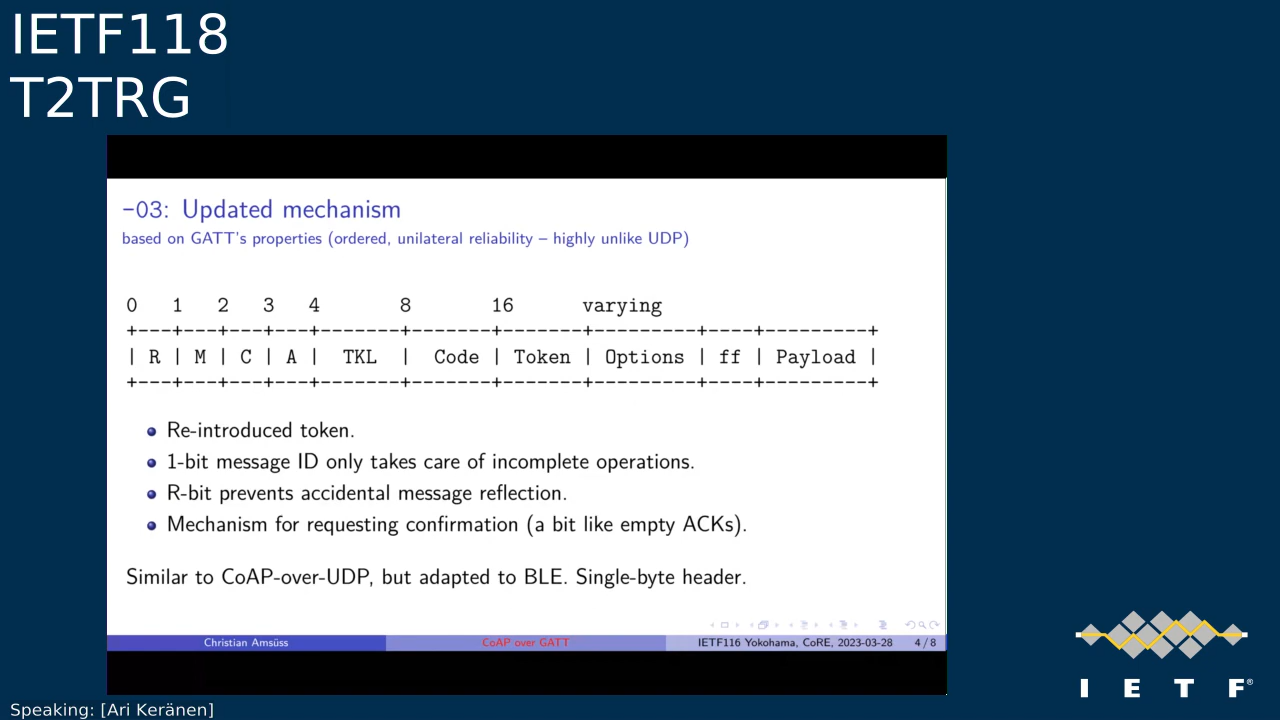 IETF118
T2TRG
-03: Updated mechanism
based on GATT's properties (ordered, unilateral reliability – highly unlike UDP)
0 1 2 3 4 8 16 varying
+---+---+---+---+-------+-------+-------+---------+----+---------+
| R | M | C | A | TKL | Code | Token | Options | ff | Payload |
+---+---+---+---+-------+-------+-------+---------+----+---------+
Re-introduced token.
1-bit message ID only takes care of incomplete operations.
R-bit prevents accidental message reflection.
Mechanism for requesting confirmation (a bit like empty ACKs).
Similar to CoAP-over-UDP, but adapted to BLE. Single-byte header.
Christian Amsüss CoAP over GATT IETF116 Yokohama, CoRE, 2023-03-28 4 / 8
I E T F®
Speaking: [Ari Keränen]